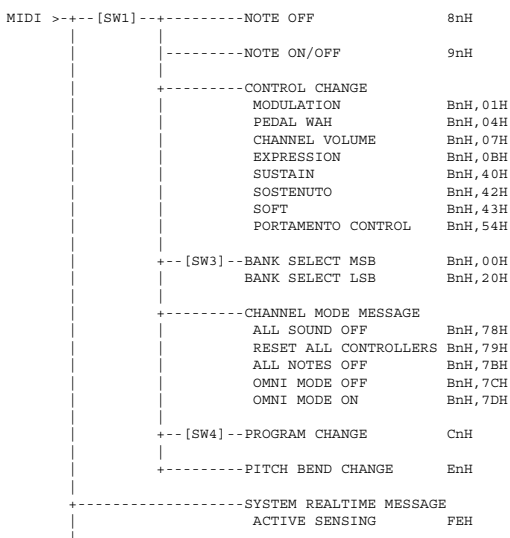 MIDI >-+--[SW1]--+---------NOTE OFF 8nH
|---------NOTE ON/OFF 9nH
+---------CONTROL CHANGE
MODULATION BnH,01H
PEDAL WAH BnH,04H
CHANNEL VOLUME BnH,07H
EXPRESSION BnH,0BH
SUSTAIN BnH,40H
SOSTENUTO BnH,42H
SOFT BnH,43H
PORTAMENTO CONTROL BnH,54H
+--[SW3]--BANK SELECT MSB BnH,00H
BANK SELECT LSB BnH,20H
+---------CHANNEL MODE MESSAGE
ALL SOUND OFF BnH,78H
RESET ALL CONTROLLERS BnH,79H
ALL NOTES OFF BnH,7BH
OMNI MODE OFF BnH,7CH
OMNI MODE ON BnH,7DH
+--[SW4]--PROGRAM CHANGE CnH
+---------PITCH BEND CHANGE EnH
+-------------------SYSTEM REALTIME MESSAGE
ACTIVE SENSING FEH